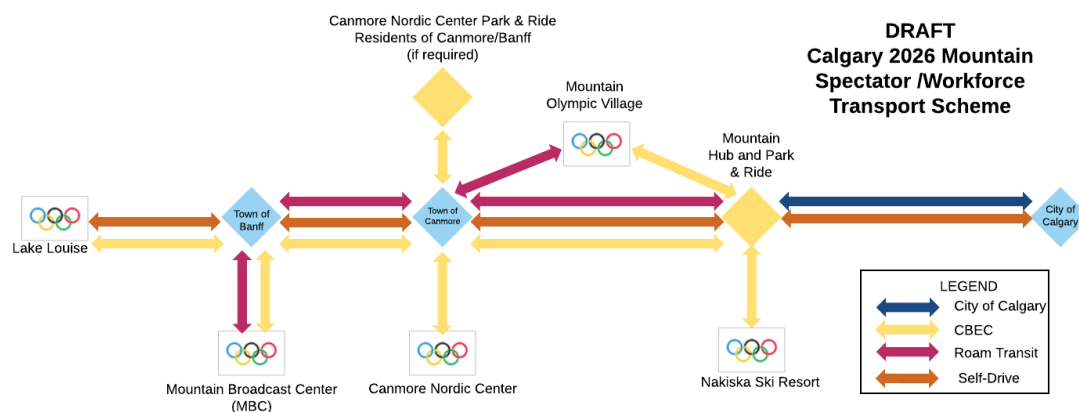 Canmore Nordic Center Park & Ride
Residents of Canmore/Banff
(if required)
DRAFT
Calgary 2026 Mountain
Spectator /Workforce
Transport Scheme
Mountain
Olympic Village
Mountain
Hub and Park
& Ride
Lake Louise
Town of
Banff
Town of
Canmore
City of
Calgary
Mountain Broadcast Center
(MBC)
Canmore Nordic Center
Nakiska Ski Resort
LEGEND
City of Calgary
CBEC
Roam Transit
Self-Drive